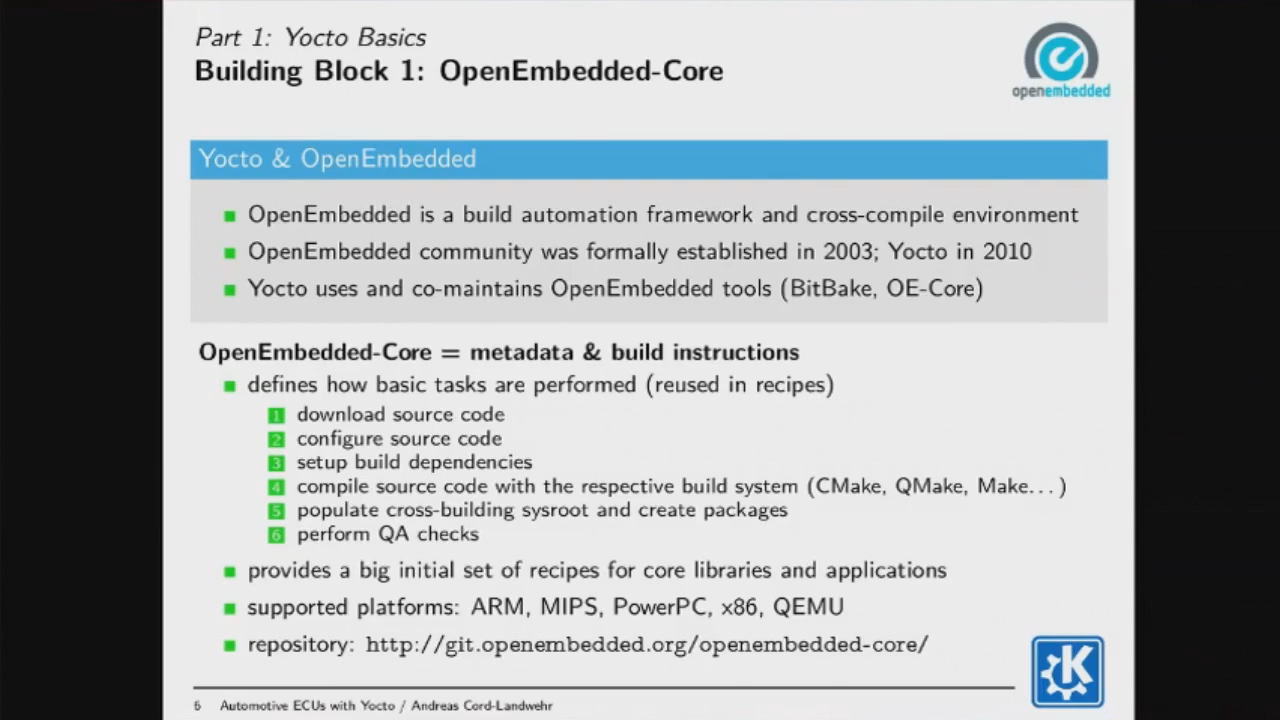 Part 1: Yocto Basics
Building Block 1: OpenEmbedded-Core
openembedded
Yocto & OpenEmbedded
OpenEmbedded is a build automation framework and cross-compile environment
OpenEmbedded community was formally established in 2003; Yocto in 2010
Yocto uses and co-maintains OpenEmbedded tools (BitBake, OE-Core)
OpenEmbedded-Core = metadata & build instructions
defines how basic tasks are performed (reused in recipes)
1 download source code
2 configure source code
3 setup build dependencies
4 compile source code with the respective build system (CMake, QMake, Make...)
5 populate cross-building sysroot and create packages
6 perform QA checks
provides a big initial set of recipes for core libraries and applications
supported platforms: ARM, MIPS, PowerPC, x86, QEMU
repository: http://git.openembedded.org/openembedded-core/
K
6 Automotive ECUs with Yocto / Andreas Cord-Landwehr